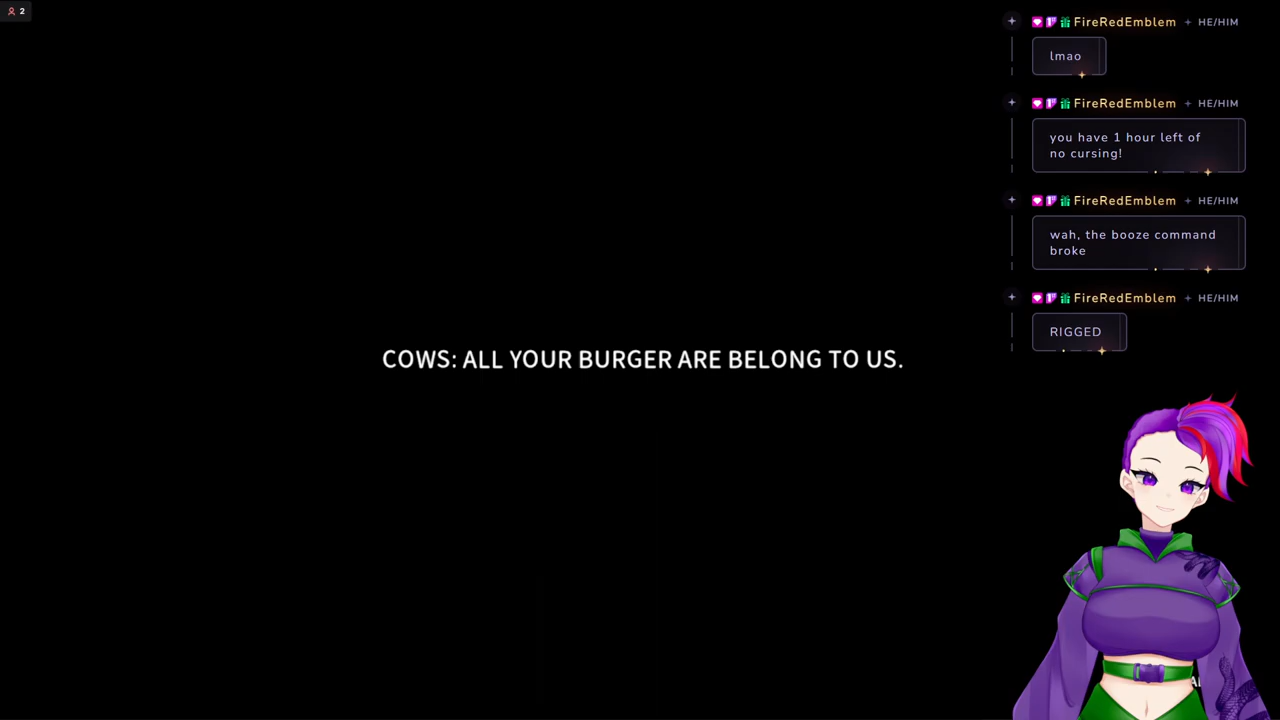 2
FireRedEmblem HE/HIM
lmao
FireRedEmblem HE/HIM
you have 1 hour left of
no cursing!
FireRedEmblem HE/HIM
wah, the booze command
broke
FireRedEmblem HE/HIM
RIGGED
COWS: ALL YOUR BURGER ARE BELONG TO US.